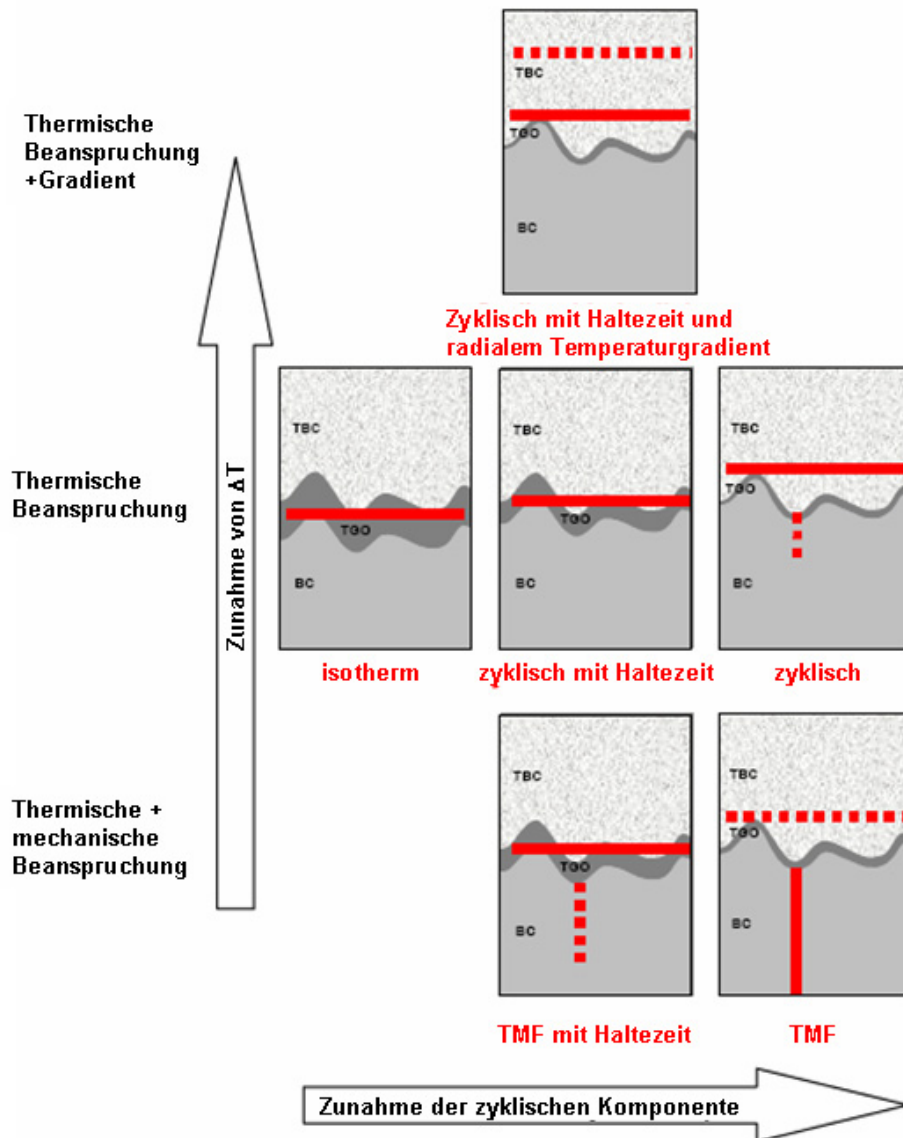 TBC
TGO
BC
Thermische
Beanspruchung
+Gradient
Zyklisch mit Haltezeit und
radialem Temperaturgradient
Zunahme von ΔT
Thermische
Beanspruchung
TBC
TGO
BC
isotherm
TBC
TGO
BC
zyklisch mit Haltezeit
TBC
TGO
BC
zyklisch
Thermische +
mechanische
Beanspruchung
TBC
TGO
BC
TMF mit Haltezeit
TBC
TGO
BC
TMF
Zunahme der zyklischen Komponente